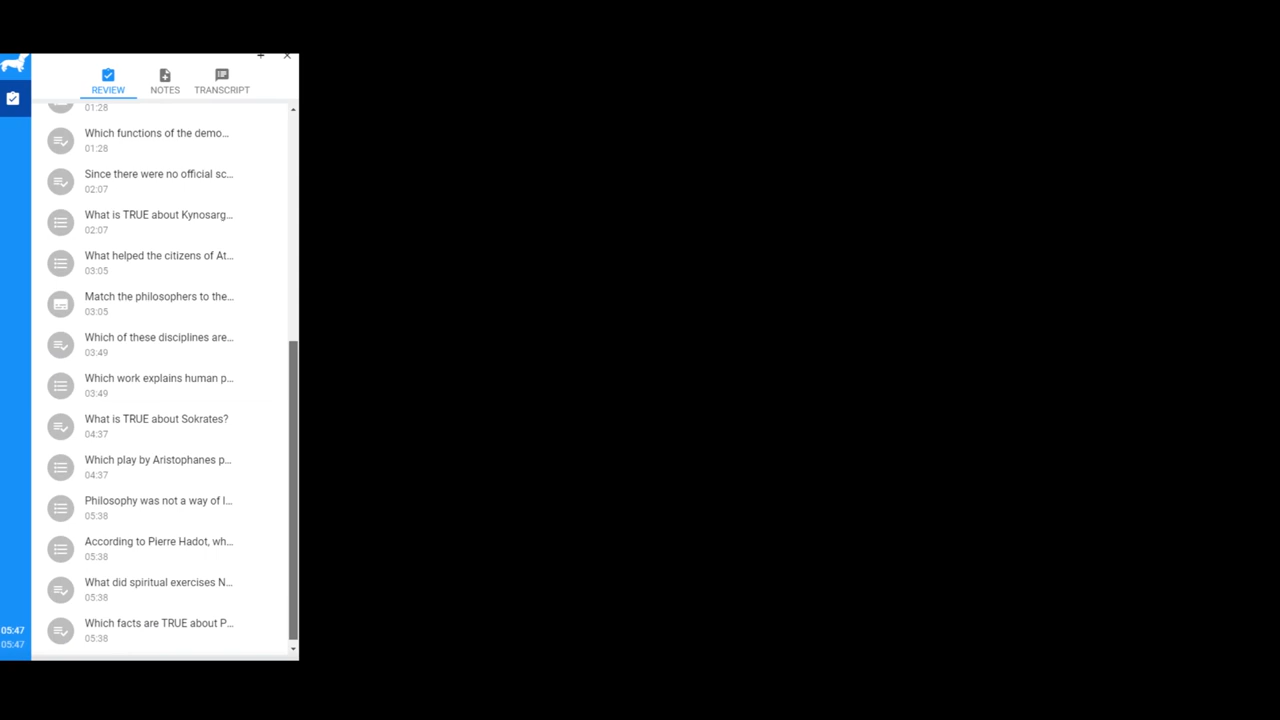 REVIEW
NOTES
TRANSCRIPT
01:28
Which functions of the demo...
01:28
Since there were no official sc...
02:07
What is TRUE about Kynosarg...
02:07
What helped the citizens of At...
03:05
Match the philosophers to the...
03:05
Which of these disciplines are...
03:49
Which work explains human p...
03:49
What is TRUE about Sokrates?
04:37
Which play by Aristophanes p...
04:37
Philosophy was not a way of l...
05:38
According to Pierre Hadot, wh...
05:38
What did spiritual exercises N...
05:38
Which facts are TRUE about P...
05:38
05:47
05:47